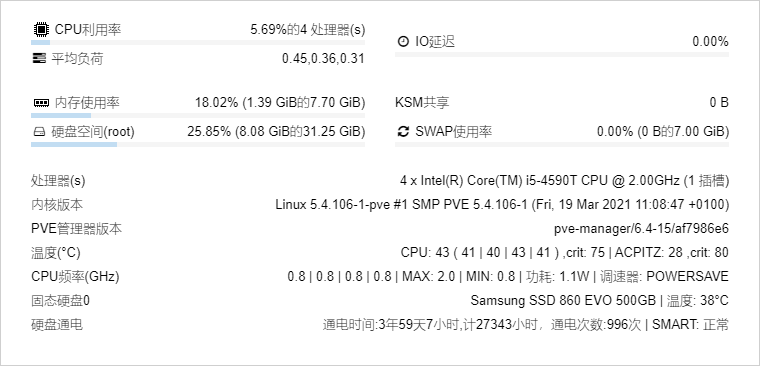 CPU利用率 5.69%的4 处理器(s)
IO延迟 0.00%
平均负荷 0.45,0.36,0.31
内存使用率 18.02% (1.39 GiB的7.70 GiB)
KSM共享 0 B
硬盘空间(root) 25.85% (8.08 GiB的31.25 GiB)
SWAP使用率 0.00% (0 B的7.00 GiB)
处理器(s) 4 x Intel(R) Core(TM) i5-4590T CPU @ 2.00GHz (1 插槽)
内核版本 Linux 5.4.106-1-pve #1 SMP PVE 5.4.106-1 (Fri, 19 Mar 2021 11:08:47 +0100)
PVE管理器版本 pve-manager/6.4-15/af7986e6
温度(°C) CPU: 43 ( 41 | 40 | 43 | 41 ) ,crit: 75 | ACPITZ: 28 ,crit: 80
CPU频率(GHz) 0.8 | 0.8 | 0.8 | 0.8 | MAX: 2.0 | MIN: 0.8 | 功耗: 1.1W | 调速器: POWERSAVE
固态硬盘0 Samsung SSD 860 EVO 500GB | 温度: 38°C
硬盘通电 通电时间:3年59天7小时,计27343小时，通电次数:996次 | SMART: 正常